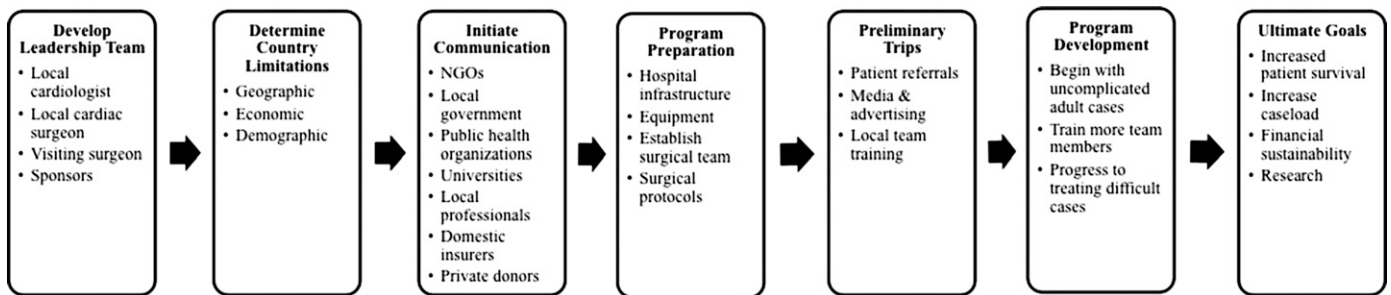 Develop
Leadership Team
• Local
cardiologist
• Local cardiac
surgeon
• Visiting surgeon
• Sponsors
Determine
Country
Limitations
• Geographic
• Economic
• Demographic
Initiate
Communication
• NGOs
• Local
government
• Public health
organizations
• Universities
• Local
professionals
• Domestic
insurers
• Private donors
Program
Preparation
• Hospital
infrastructure
• Equipment
• Establish
surgical team
• Surgical
protocols
Preliminary
Trips
• Patient referrals
• Media &
advertising
• Local team
training
Program
Development
• Begin with
uncomplicated
adult cases
• Train more team
members
• Progress to
treating difficult
cases
Ultimate Goals
• Increased
patient survival
• Increase
caseload
• Financial
sustainability
• Research